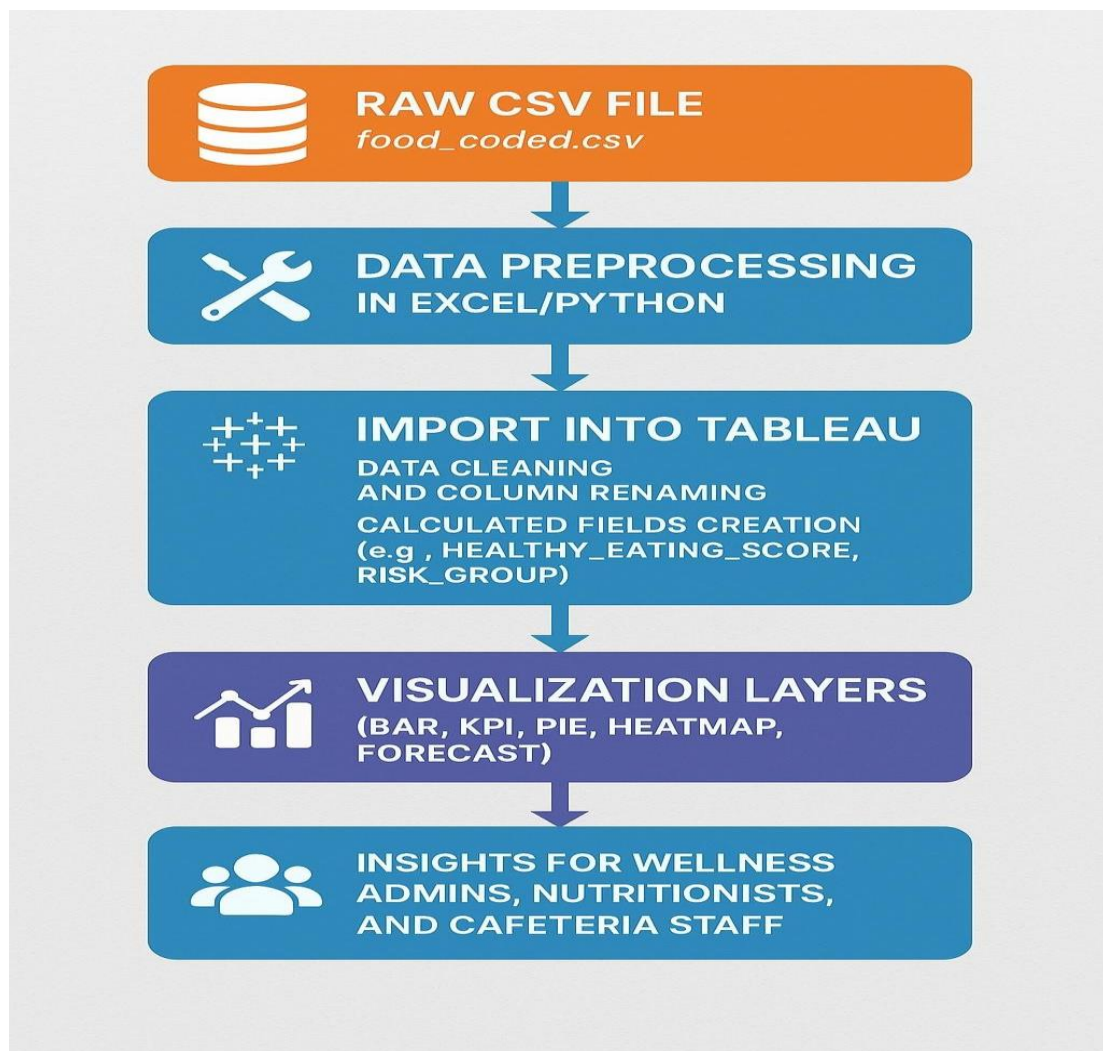 RAW CSV FILE
food_coded.csv
DATA PREPROCESSING
IN EXCEL/PYTHON
IMPORT INTO TABLEAU
DATA CLEANING
AND COLUMN RENAMING
CALCULATED FIELDS CREATION
(e.g , HEALTHY_EATING_SCORE,
RISK_GROUP)
VISUALIZATION LAYERS
(BAR, KPI, PIE, HEATMAP,
FORECAST)
INSIGHTS FOR WELLNESS
ADMINS, NUTRITIONISTS,
AND CAFETERIA STAFF